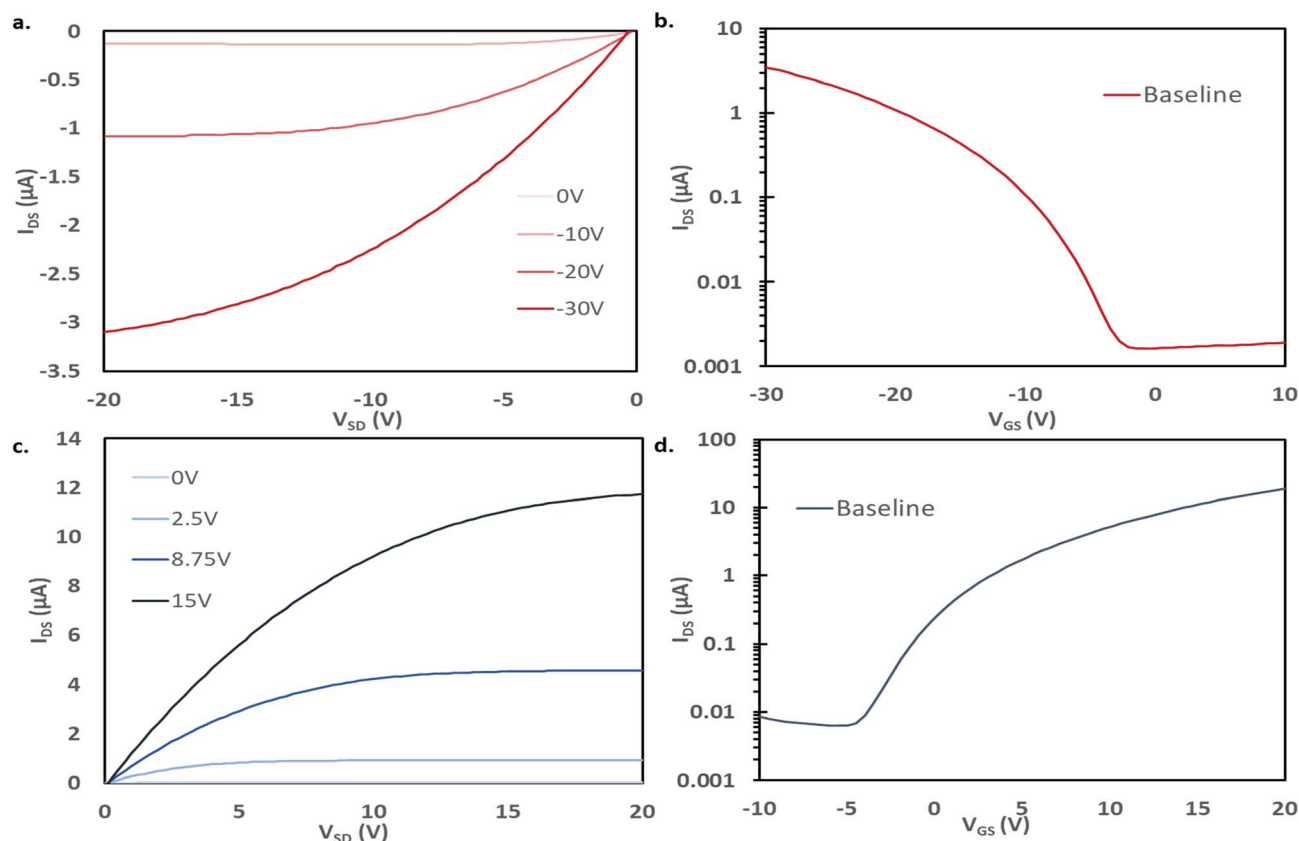 a.
0
-0.5
-1
-1.5
-2
-2.5
-3
-3.5
I_DS (µA)
0V
-10V
-20V
-30V
-20 -15 -10 -5 0
V_SD (V)
b.
10
1
0.1
0.01
0.001
I_DS (µA)
Baseline
-30 -20 -10 0 10
V_GS (V)
c.
14
12
10
8
6
4
2
0
I_DS (µA)
0V
2.5V
8.75V
15V
0 5 10 15 20
V_SD (V)
d.
100
10
1
0.1
0.01
0.001
I_DS (µA)
Baseline
-10 -5 0 5 10 15 20
V_GS (V)